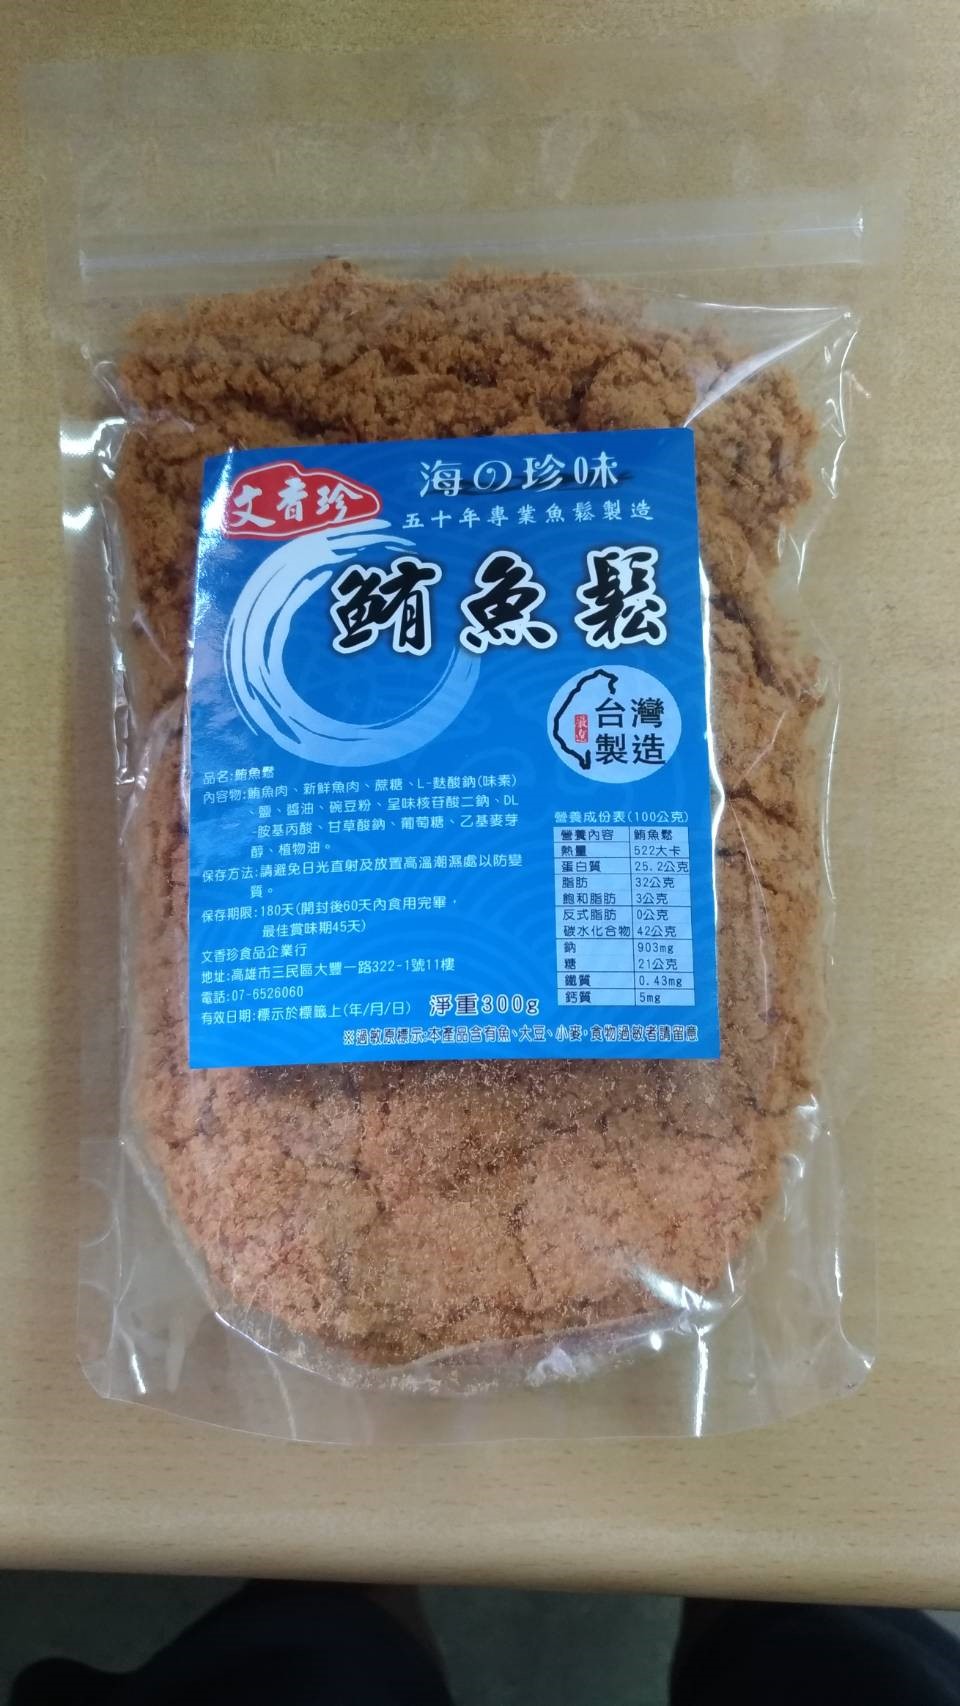 文香珍
海の珍味
五十年專業魚鬆製造
鮪魚鬆
台灣
製造
品名:鮪魚鬆
內容物:鮪魚肉、新鮮魚肉、蔗糖、L-麩酸鈉(味素)
、鹽、醬油、碗豆粉、呈味核苷酸二鈉、DL
-胺基丙酸、甘草酸鈉、葡萄糖、乙基麥芽
醇、植物油。
保存方法:請避免日光直射及放置高溫潮濕處以防變
質。
保存期限:180天(開封後60天內食用完畢，
最佳賞味期45天)
文香珍食品企業行
地址:高雄市三民區大豐一路322-1號11樓
電話:07-6526060
有效日期:標示於標籤上(年/月/日)
淨重300g
※過敏原標示:本產品含有魚、大豆、小麥，食物過敏者請留意
營養成份表(100公克)
營養內容 鮪魚鬆
熱量 522大卡
蛋白質 25.2公克
脂肪 32公克
飽和脂肪 3公克
反式脂肪 0公克
碳水化合物 42公克
鈉 903mg
糖 21公克
鐵質 0.43mg
鈣質 5mg